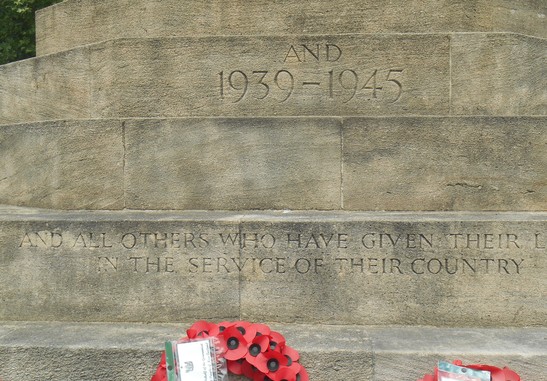 AND
1939-1945
AND ALL OTHERS WHO HAVE GIVEN THEIR L
IN THE SERVICE OF THEIR COUNTRY